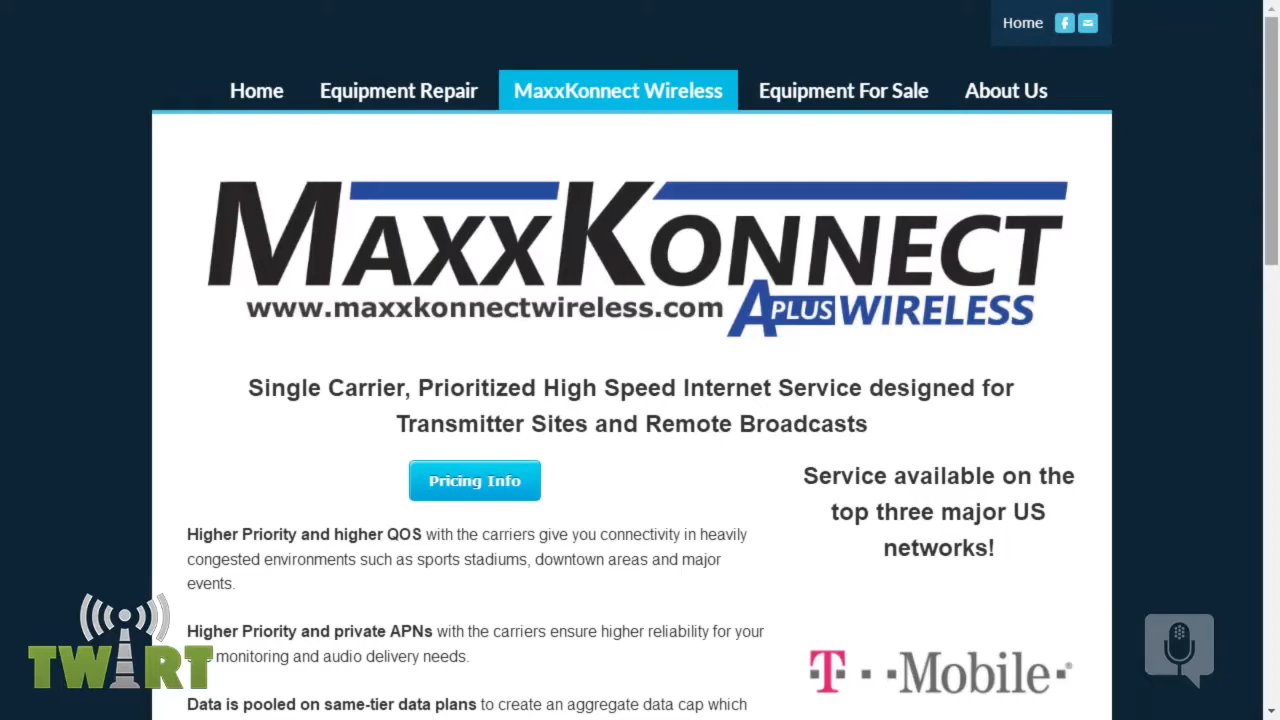 Home
Home Equipment Repair MaxxKonnect Wireless Equipment For Sale About Us
MAXXKONNECT
www.maxxkonnectwireless.com APLUS WIRELESS
Single Carrier, Prioritized High Speed Internet Service designed for
Transmitter Sites and Remote Broadcasts
Pricing Info
Higher Priority and higher QOS with the carriers give you connectivity in heavily
congested environments such as sports stadiums, downtown areas and major
events.
Higher Priority and private APNs with the carriers ensure higher reliability for your
monitoring and audio delivery needs.
Data is pooled on same-tier data plans to create an aggregate data cap which
Service available on the
top three major US
networks!
T Mobile
TWIRT